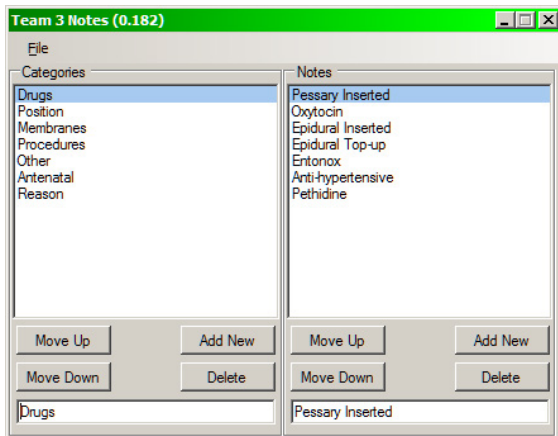 Team 3 Notes (0.182)
File
Categories
Drugs
Position
Membranes
Procedures
Other
Antenatal
Reason
Move Up
Add New
Move Down
Delete
Drugs
Notes
Pessary Inserted
Oxytocin
Epidural Inserted
Epidural Top-up
Entonox
Anti-hypertensive
Pethidine
Move Up
Add New
Move Down
Delete
Pessary Inserted